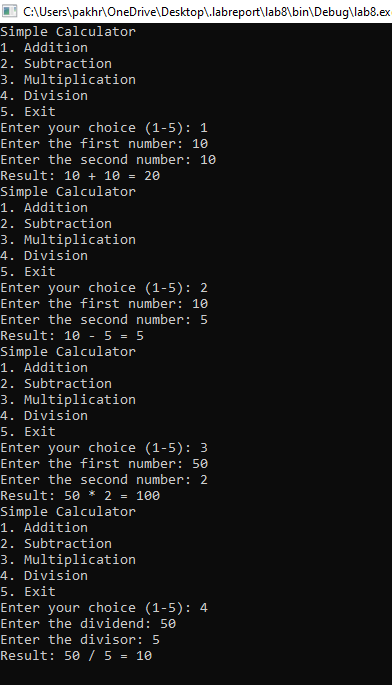 C:\Users\pakhr\OneDrive\Desktop\.labreport\lab8\bin\Debug\lab8.ex
Simple Calculator
1. Addition
2. Subtraction
3. Multiplication
4. Division
5. Exit
Enter your choice (1-5): 1
Enter the first number: 10
Enter the second number: 10
Result: 10 + 10 = 20
Simple Calculator
1. Addition
2. Subtraction
3. Multiplication
4. Division
5. Exit
Enter your choice (1-5): 2
Enter the first number: 10
Enter the second number: 5
Result: 10 - 5 = 5
Simple Calculator
1. Addition
2. Subtraction
3. Multiplication
4. Division
5. Exit
Enter your choice (1-5): 3
Enter the first number: 50
Enter the second number: 2
Result: 50 * 2 = 100
Simple Calculator
1. Addition
2. Subtraction
3. Multiplication
4. Division
5. Exit
Enter your choice (1-5): 4
Enter the dividend: 50
Enter the divisor: 5
Result: 50 / 5 = 10